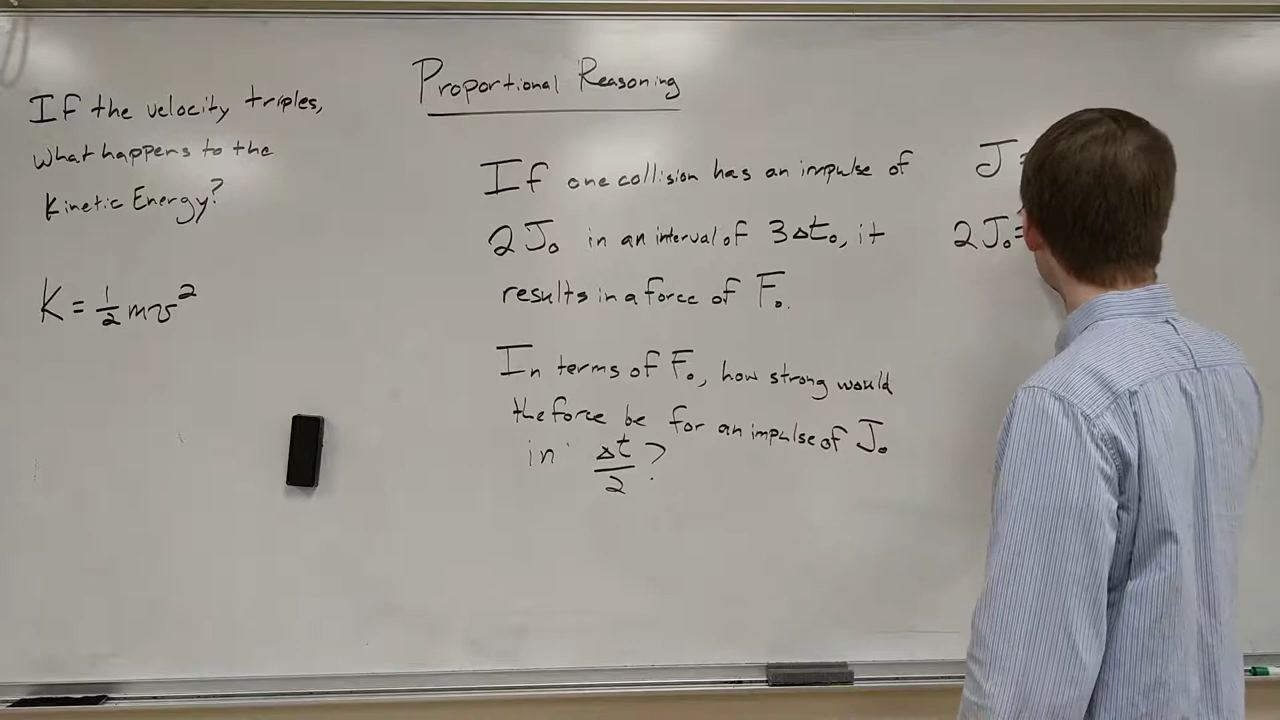 Proportional Reasoning
If the velocity triples,
what happens to the
Kinetic Energy?
K = 1/2 mv²
If one collision has an impulse of
2J₀ in an interval of 3Δt₀, it
results in a force of F₀.
In terms of F₀, how strong would
the force be for an impulse of J₀
in Δt/2?
J =
2J₀ =